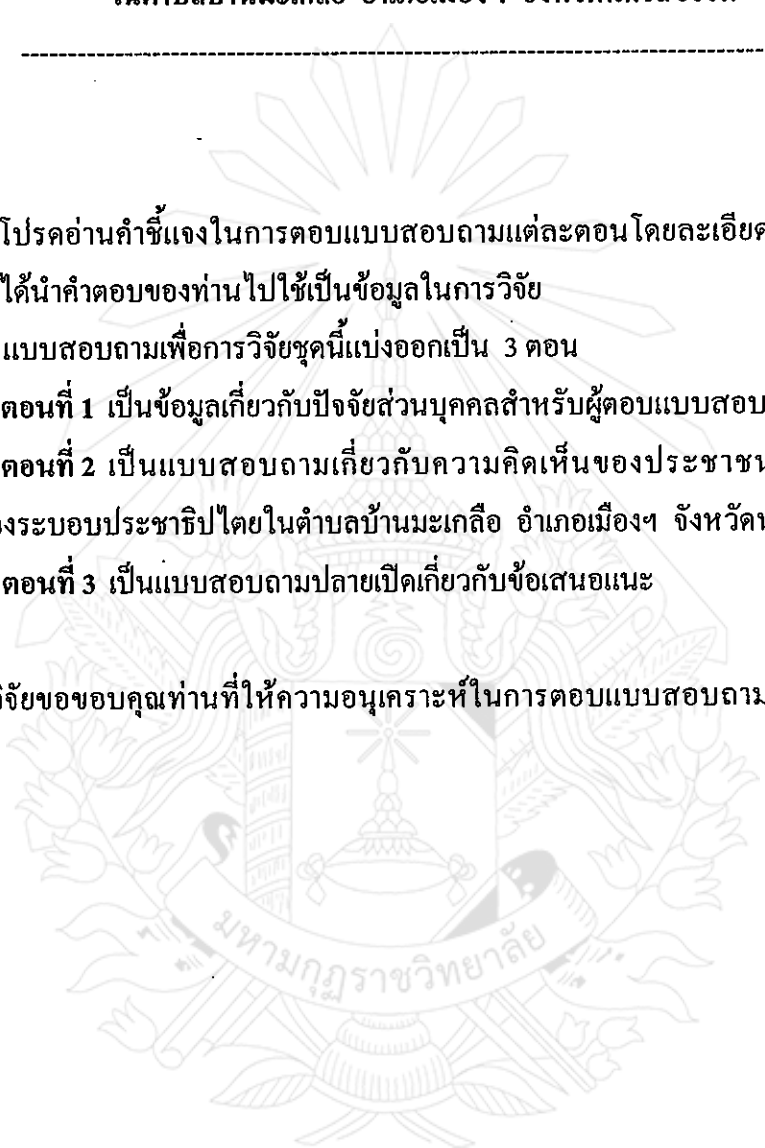 โปรดอ่านคำชี้แจงในการตอบแบบสอบถามแต่ละตอนโดยละเอียด
ได้นำคำตอบของท่านไปใช้เป็นข้อมูลในการวิจัย
แบบสอบถามเพื่อการวิจัยชุดนี้แบ่งออกเป็น 3 ตอน
ตอนที่ 1 เป็นข้อมูลเกี่ยวกับปัจจัยส่วนบุคคลสำหรับผู้ตอบแบบสอบ
ตอนที่ 2 เป็นแบบสอบถามเกี่ยวกับความคิดเห็นของประชาชน
งระบอบประชาธิปไตยในตำบลบ้านมะเกลือ อำเภอเมืองฯ จังหวัดน
ตอนที่ 3 เป็นแบบสอบถามปลายเปิดเกี่ยวกับข้อเสนอแนะ
วิจัยขอขอบคุณท่านที่ให้ความอนุเคราะห์ในการตอบแบบสอบถาม
มหามกุฏราชวิทยาลัย